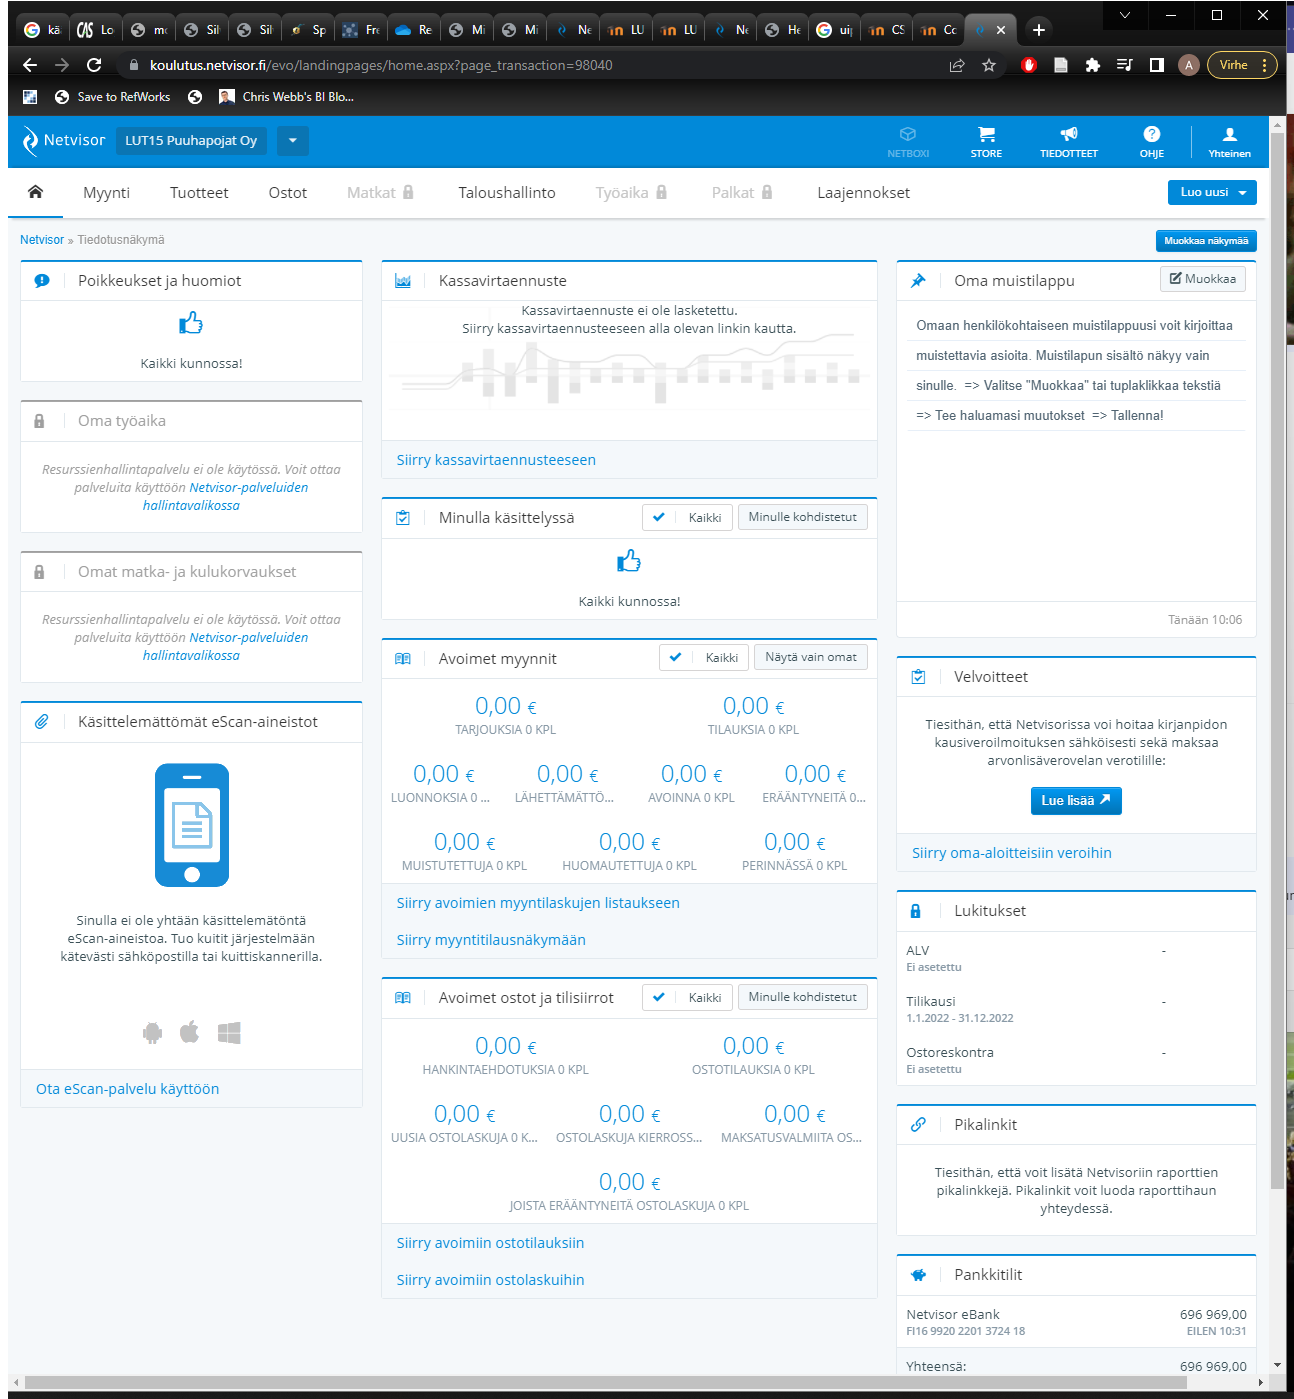 kä
Lo
mc
Sil
Sil
Sp
Fre
Re
Mi
Mi
Ne
LU
LU
Ne
He
uip
CS
Co
koulutus.netvisor.fi/evo/landingpages/home.aspx?page_transaction=98040
A
Virhe
Save to RefWorks
Chris Webb's BI Blo...
Netvisor
LUT15 Puuhapojat Oy
NETBOXI
STORE
TIEDOTTEET
OHJE
Yhteinen
Myynti
Tuotteet
Ostot
Matkat
Taloushallinto
Työaika
Palkat
Laajennokset
Luo uusi
Netvisor » Tiedotusnäkymä
Muokkaa näkymää
Poikkeukset ja huomiot
Kaikki kunnossa!
Oma työaika
Resurssienhallintapalvelu ei ole käytössä. Voit ottaa
palveluita käyttöön Netvisor-palveluiden
hallintavalikossa
Omat matka- ja kulukorvaukset
Resurssienhallintapalvelu ei ole käytössä. Voit ottaa
palveluita käyttöön Netvisor-palveluiden
hallintavalikossa
Käsittelemättömät eScan-aineistot
Sinulla ei ole yhtään käsittelemätöntä
eScan-aineistoa. Tuo kuitit järjestelmään
kätevästi sähköpostilla tai kuittiskannerilla.
Ota eScan-palvelu käyttöön
Kassavirtaennuste
Kassavirtaennuste ei ole lasketettu.
Siirry kassavirtaennusteeseen alla olevan linkin kautta.
Siirry kassavirtaennusteeseen
Minulla käsittelyssä
Kaikki
Minulle kohdistetut
Kaikki kunnossa!
Avoimet myynnit
Kaikki
Näytä vain omat
0,00 €
0,00 €
TARJOUKSIA 0 KPL
TILAUKSIA 0 KPL
0,00 €
0,00 €
0,00 €
0,00 €
LUONNOKSIA 0 ...
LÄHETTÄMÄTTÖ...
AVOINNA 0 KPL
ERÄÄNTYNEITÄ 0...
0,00 €
0,00 €
0,00 €
MUISTUTETTUJA 0 KPL
HUOMAUTETTUJA 0 KPL
PERINNÄSSÄ 0 KPL
Siirry avoimien myyntilaskujen listaukseen
Siirry myyntitilausnäkymään
Avoimet ostot ja tilisiirrot
Kaikki
Minulle kohdistetut
0,00 €
0,00 €
HANKINTAEHDOTUKSIA 0 KPL
OSTOTILAUKSIA 0 KPL
0,00 €
0,00 €
0,00 €
UUSIA OSTOLASKUJA 0 K...
OSTOLASKUJA KIERROSS...
MAKSATUSVALMIITA OS...
0,00 €
JOISTA ERÄÄNTYNEITÄ OSTOLASKUJA 0 KPL
Siirry avoimiin ostotilauksiin
Siirry avoimiin ostolaskuihin
Oma muistilappu
Muokkaa
Omaan henkilökohtaiseen muistilappuusi voit kirjoittaa
muistettavia asioita. Muistilapun sisältö näkyy vain
sinulle. => Valitse "Muokkaa" tai tuplaklikkaa tekstiä
=> Tee haluamasi muutokset => Tallenna!
Tänään 10:06
Velvoitteet
Tiesithän, että Netvisorissa voi hoitaa kirjanpidon
kausiveroilmoituksen sähköisesti sekä maksaa
arvonlisäverovelan verotilille:
Lue lisää
Siirry oma-aloitteisiin veroihin
Lukitukset
ALV
-
Ei asetettu
Tilikausi
-
1.1.2022 - 31.12.2022
Ostoreskontra
-
Ei asetettu
Pikalinkit
Tiesithän, että voit lisätä Netvisoriin raporttien
pikalinkkejä. Pikalinkit voit luoda raporttihaun
yhteydessä.
Pankkitilit
Netvisor eBank
696 969,00
FI16 9920 2201 3724 18
EILEN 10:31
Yhteensä:
696 969,00